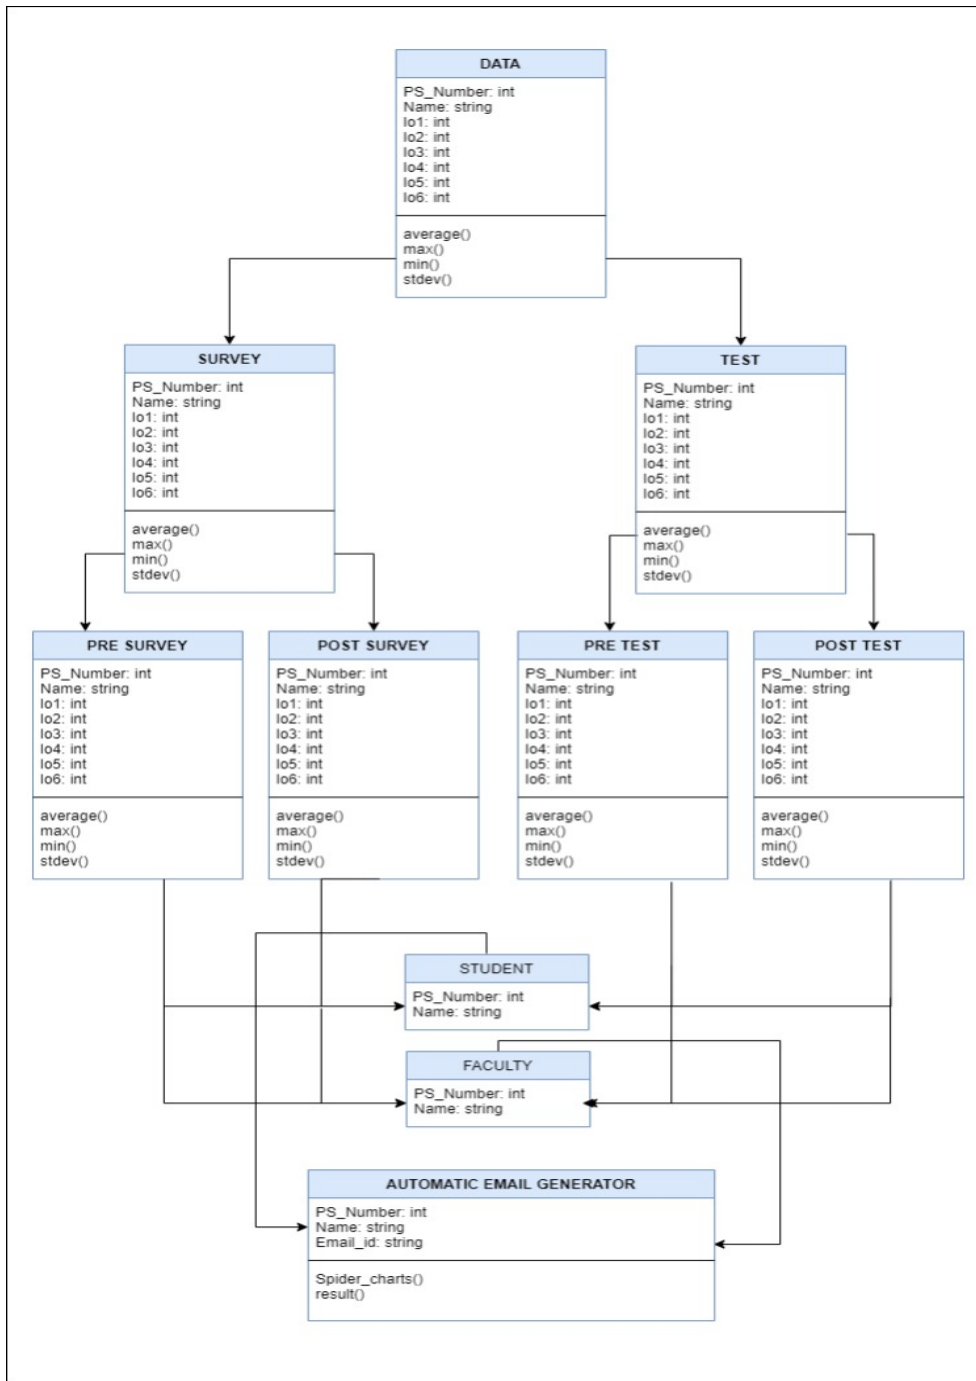 DATA
PS_Number: int
Name: string
lo1: int
lo2: int
lo3: int
lo4: int
lo5: int
lo6: int
average()
max()
min()
stdev()
SURVEY
PS_Number: int
Name: string
lo1: int
lo2: int
lo3: int
lo4: int
lo5: int
lo6: int
average()
max()
min()
stdev()
TEST
PS_Number: int
Name: string
lo1: int
lo2: int
lo3: int
lo4: int
lo5: int
lo6: int
average()
max()
min()
stdev()
PRE SURVEY
PS_Number: int
Name: string
lo1: int
lo2: int
lo3: int
lo4: int
lo5: int
lo6: int
average()
max()
min()
stdev()
POST SURVEY
PS_Number: int
Name: string
lo1: int
lo2: int
lo3: int
lo4: int
lo5: int
lo6: int
average()
max()
min()
stdev()
PRE TEST
PS_Number: int
Name: string
lo1: int
lo2: int
lo3: int
lo4: int
lo5: int
lo6: int
average()
max()
min()
stdev()
POST TEST
PS_Number: int
Name: string
lo1: int
lo2: int
lo3: int
lo4: int
lo5: int
lo6: int
average()
max()
min()
stdev()
STUDENT
PS_Number: int
Name: string
FACULTY
PS_Number: int
Name: string
AUTOMATIC EMAIL GENERATOR
PS_Number: int
Name: string
Email_id: string
Spider_charts()
result()